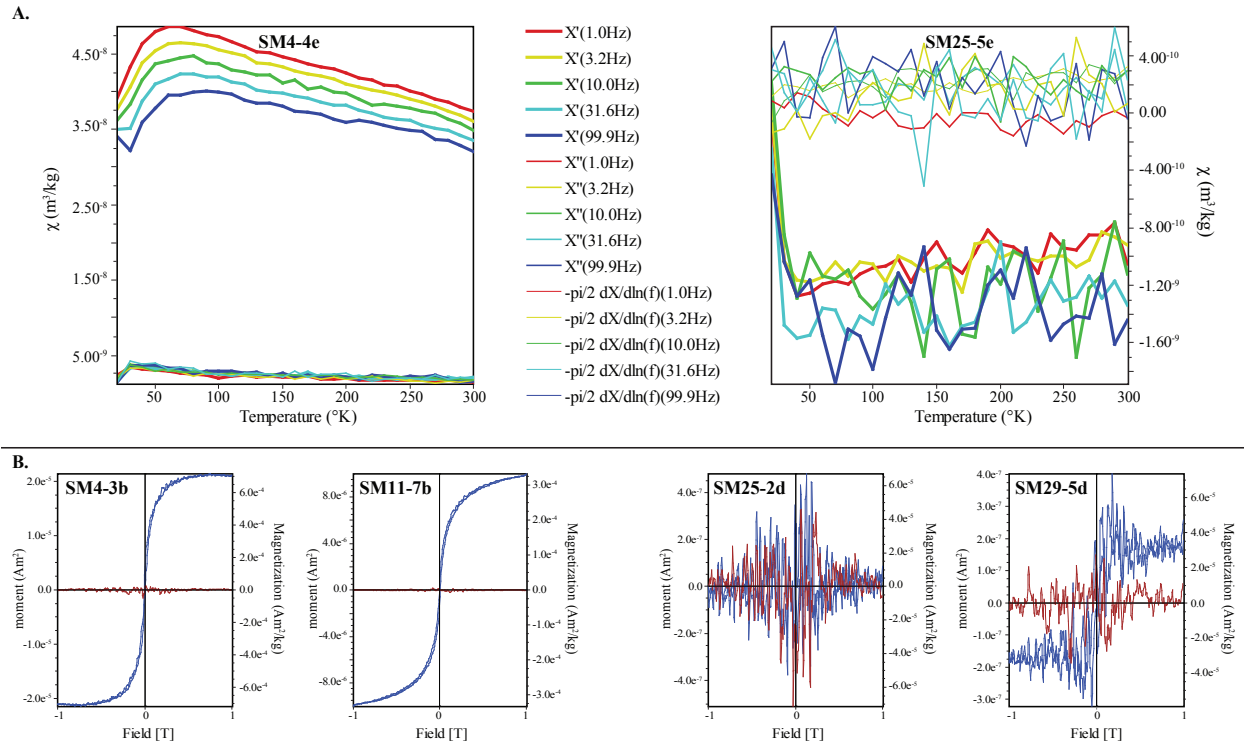 A.
SM4-4e
4.50⁻⁸
3.50⁻⁸
2.50⁻⁸
1.50⁻⁸
5.00⁻⁹
χ (m³/kg)
50 100 150 200 250 300
Temperature (°K)
X'(1.0Hz)
X'(3.2Hz)
X'(10.0Hz)
X'(31.6Hz)
X'(99.9Hz)
X''(1.0Hz)
X''(3.2Hz)
X''(10.0Hz)
X''(31.6Hz)
X''(99.9Hz)
-pi/2 dX/dln(f)(1.0Hz)
-pi/2 dX/dln(f)(3.2Hz)
-pi/2 dX/dln(f)(10.0Hz)
-pi/2 dX/dln(f)(31.6Hz)
-pi/2 dX/dln(f)(99.9Hz)
SM25-5e
4.00⁻¹⁰
0.00
-4.00⁻¹⁰
-8.00⁻¹⁰
-1.20⁻⁹
-1.60⁻⁹
χ (m³/kg)
50 100 150 200 250 300
Temperature (°K)
B.
SM4-3b
2.0e⁻⁵
1.0e⁻⁵
0.0
-1.0e⁻⁵
-2.0e⁻⁵
moment (Am²)
6.0e⁻⁴
4.0e⁻⁴
2.0e⁻⁴
0.0
-2.0e⁻⁴
-4.0e⁻⁴
-6.0e⁻⁴
Magnetization (Am²/kg)
-1 0 1
Field [T]
SM11-7b
8.0e⁻⁶
4.0e⁻⁶
0.0
-4.0e⁻⁶
-8.0e⁻⁶
moment (Am²)
3.0e⁻⁴
2.0e⁻⁴
1.0e⁻⁴
0.0
-1.0e⁻⁴
-2.0e⁻⁴
-3.0e⁻⁴
Magnetization (Am²/kg)
-1 0 1
Field [T]
SM25-2d
4.0e⁻⁷
2.0e⁻⁷
0.0
-2.0e⁻⁷
-4.0e⁻⁷
moment (Am²)
6.0e⁻⁵
4.0e⁻⁵
2.0e⁻⁵
0.0
-2.0e⁻⁵
-4.0e⁻⁵
-6.0e⁻⁵
Magnetization (Am²/kg)
-1 0 1
Field [T]
SM29-5d
4.0e⁻⁷
3.0e⁻⁷
2.0e⁻⁷
1.0e⁻⁷
0.0
-1.0e⁻⁷
-2.0e⁻⁷
-3.0e⁻⁷
moment (Am²)
6.0e⁻⁵
4.0e⁻⁵
2.0e⁻⁵
0.0
-2.0e⁻⁵
-4.0e⁻⁵
Magnetization (Am²/kg)
-1 0 1
Field [T]